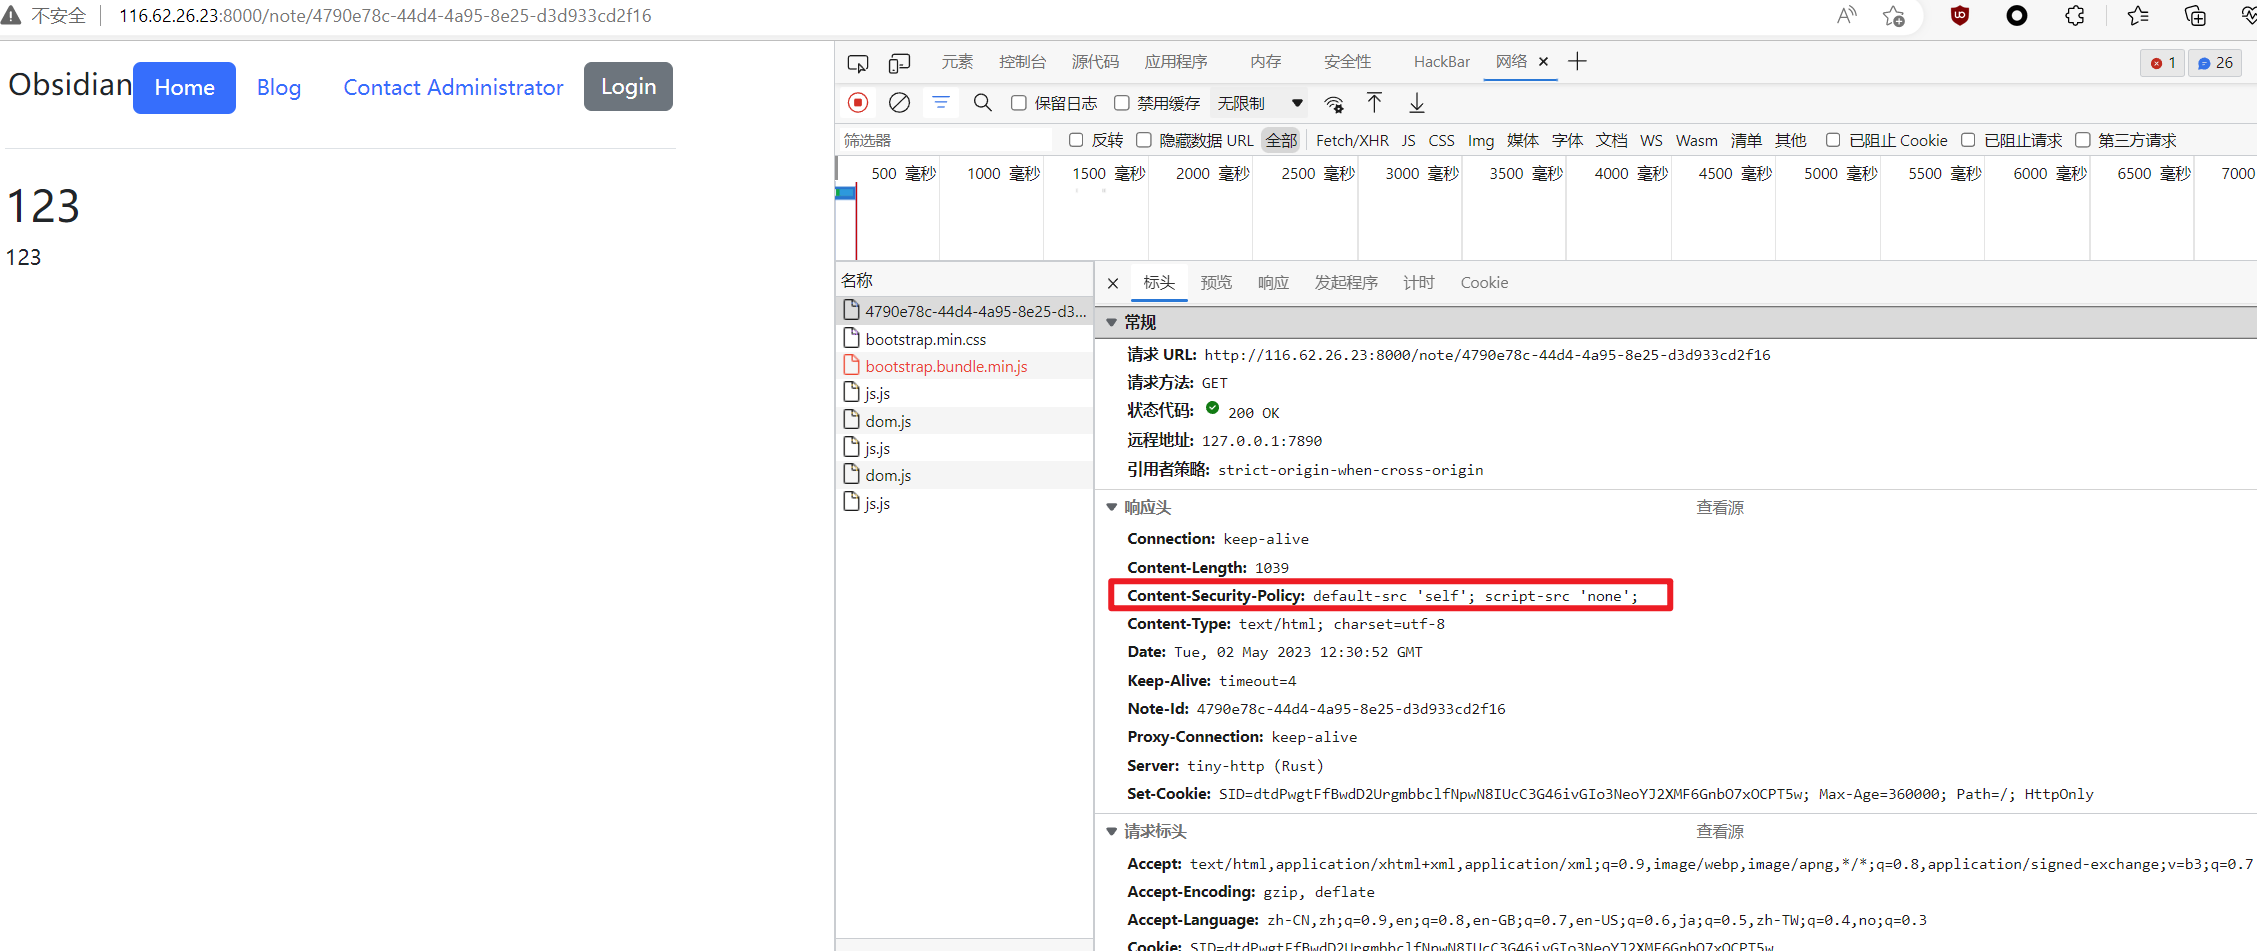 不安全 116.62.26.23:8000/note/4790e78c-44d4-4a95-8e25-d3d933cd2f16
Obsidian Home Blog Contact Administrator Login
123
123
元素 控制台 源代码 应用程序 内存 安全性 HackBar 网络 1 26
保留日志 禁用缓存 无限制
筛选器 反转 隐藏数据 URL 全部 Fetch/XHR JS CSS Img 媒体 字体 文档 WS Wasm 清单 其他 已阻止 Cookie 已阻止请求 第三方请求
500 毫秒 1000 毫秒 1500 毫秒 2000 毫秒 2500 毫秒 3000 毫秒 3500 毫秒 4000 毫秒 4500 毫秒 5000 毫秒 5500 毫秒 6000 毫秒 6500 毫秒 7000
名称
4790e78c-44d4-4a95-8e25-d3...
bootstrap.min.css
bootstrap.bundle.min.js
js.js
dom.js
js.js
dom.js
js.js
标头 预览 响应 发起程序 计时 Cookie
常规
请求 URL: http://116.62.26.23:8000/note/4790e78c-44d4-4a95-8e25-d3d933cd2f16
请求方法: GET
状态代码: 200 OK
远程地址: 127.0.0.1:7890
引用者策略: strict-origin-when-cross-origin
响应头 查看源
Connection: keep-alive
Content-Length: 1039
Content-Security-Policy: default-src 'self'; script-src 'none';
Content-Type: text/html; charset=utf-8
Date: Tue, 02 May 2023 12:30:52 GMT
Keep-Alive: timeout=4
Note-Id: 4790e78c-44d4-4a95-8e25-d3d933cd2f16
Proxy-Connection: keep-alive
Server: tiny-http (Rust)
Set-Cookie: SID=dtdPwgtFfBwdD2UrgmbbclfNpwN8IUcC3G46ivGIo3NeoYJ2XMF6GnbO7xOCPT5w; Max-Age=360000; Path=/; HttpOnly
请求标头 查看源
Accept: text/html,application/xhtml+xml,application/xml;q=0.9,image/webp,image/apng,*/*;q=0.8,application/signed-exchange;v=b3;q=0.7
Accept-Encoding: gzip, deflate
Accept-Language: zh-CN,zh;q=0.9,en;q=0.8,en-GB;q=0.7,en-US;q=0.6,ja;q=0.5,zh-TW;q=0.4,no;q=0.3
Cookie: SID=dtdPwgtFfBwdD2UrgmbbclfNpwN8IUcC3G46ivGIo3NeoYJ2XMF6GnbO7xOCPT5w